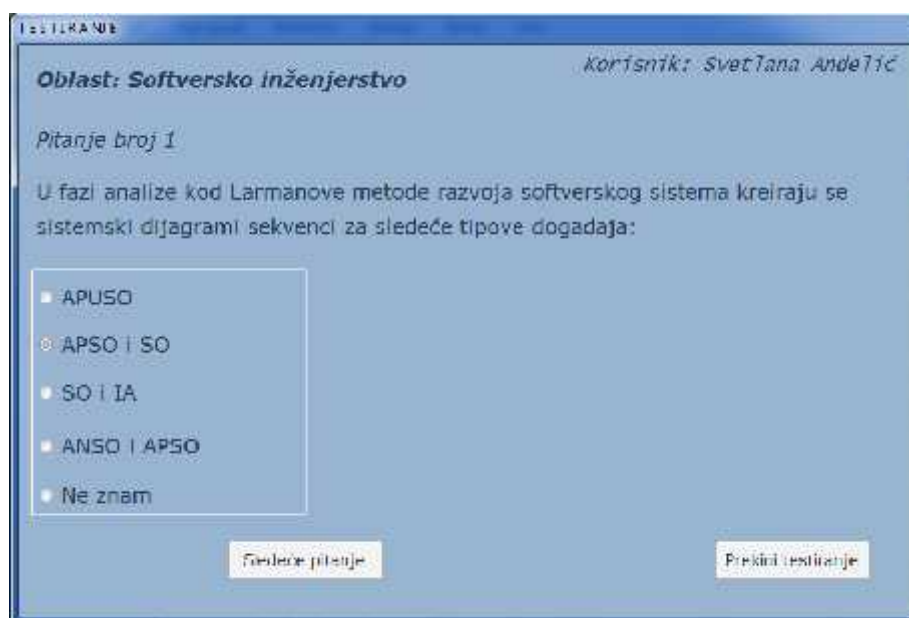 TESTIRANJE
Korisnik: Svetlana Anđelić
Oblast: Softversko inženjerstvo
Pitanje broj 1
U fazi analize kod Larmanove metode razvoja softverskog sistema kreiraju se
sistemski dijagrami sekvenci za sledeće tipove događaja:
APUSO
APSO i SO
SO i IA
ANSO i APSO
Ne znam
Sledeće pitanje
Prekini testiranje